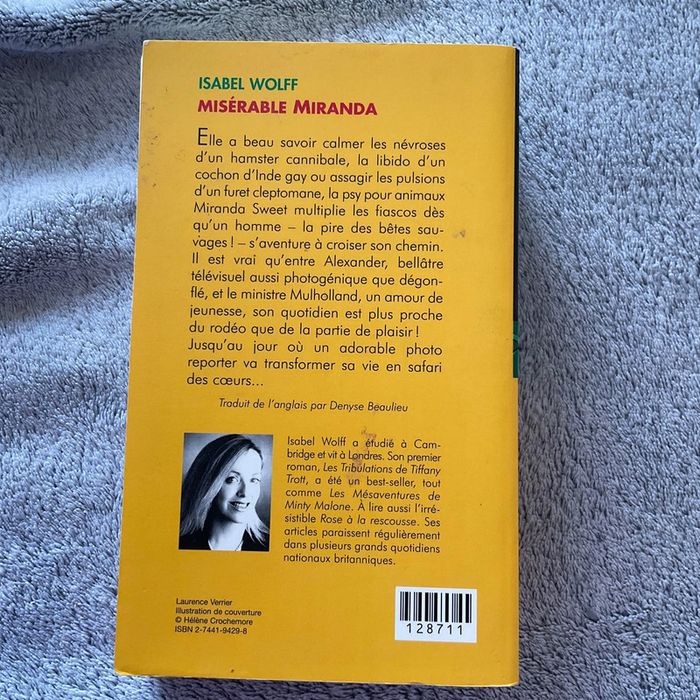 ISABEL WOLFF
MISÉRABLE MIRANDA
Elle a beau savoir calmer les névroses
d'un hamster cannibale, la libido d'un
cochon d'Inde gay ou assagir les pulsions
d'un furet cleptomane, la psy pour animaux
Miranda Sweet multiplie les fiascos dès
qu'un homme – la pire des bêtes sau-
vages ! – s'aventure à croiser son chemin.
Il est vrai qu'entre Alexander, bellâtre
télévisuel aussi photogénique que dégon-
flé, et le ministre Mulholland, un amour de
jeunesse, son quotidien est plus proche
du rodéo que de la partie de plaisir !
Jusqu'au jour où un adorable photo
reporter va transformer sa vie en safari
des cœurs...
Traduit de l'anglais par Denyse Beaulieu
Isabel Wolff a étudié à Cam-
bridge et vit à Londres. Son premier
roman, Les Tribulations de Tiffany
Trott, a été un best-seller, tout
comme Les Mésaventures de
Minty Malone. À lire aussi l'irré-
sistible Rose à la rescousse. Ses
articles paraissent régulièrement
dans plusieurs grands quotidiens
nationaux britanniques.
Laurence Verrier
Illustration de couverture
© Hélène Crochemore
ISBN 2-7441-9429-8
128711